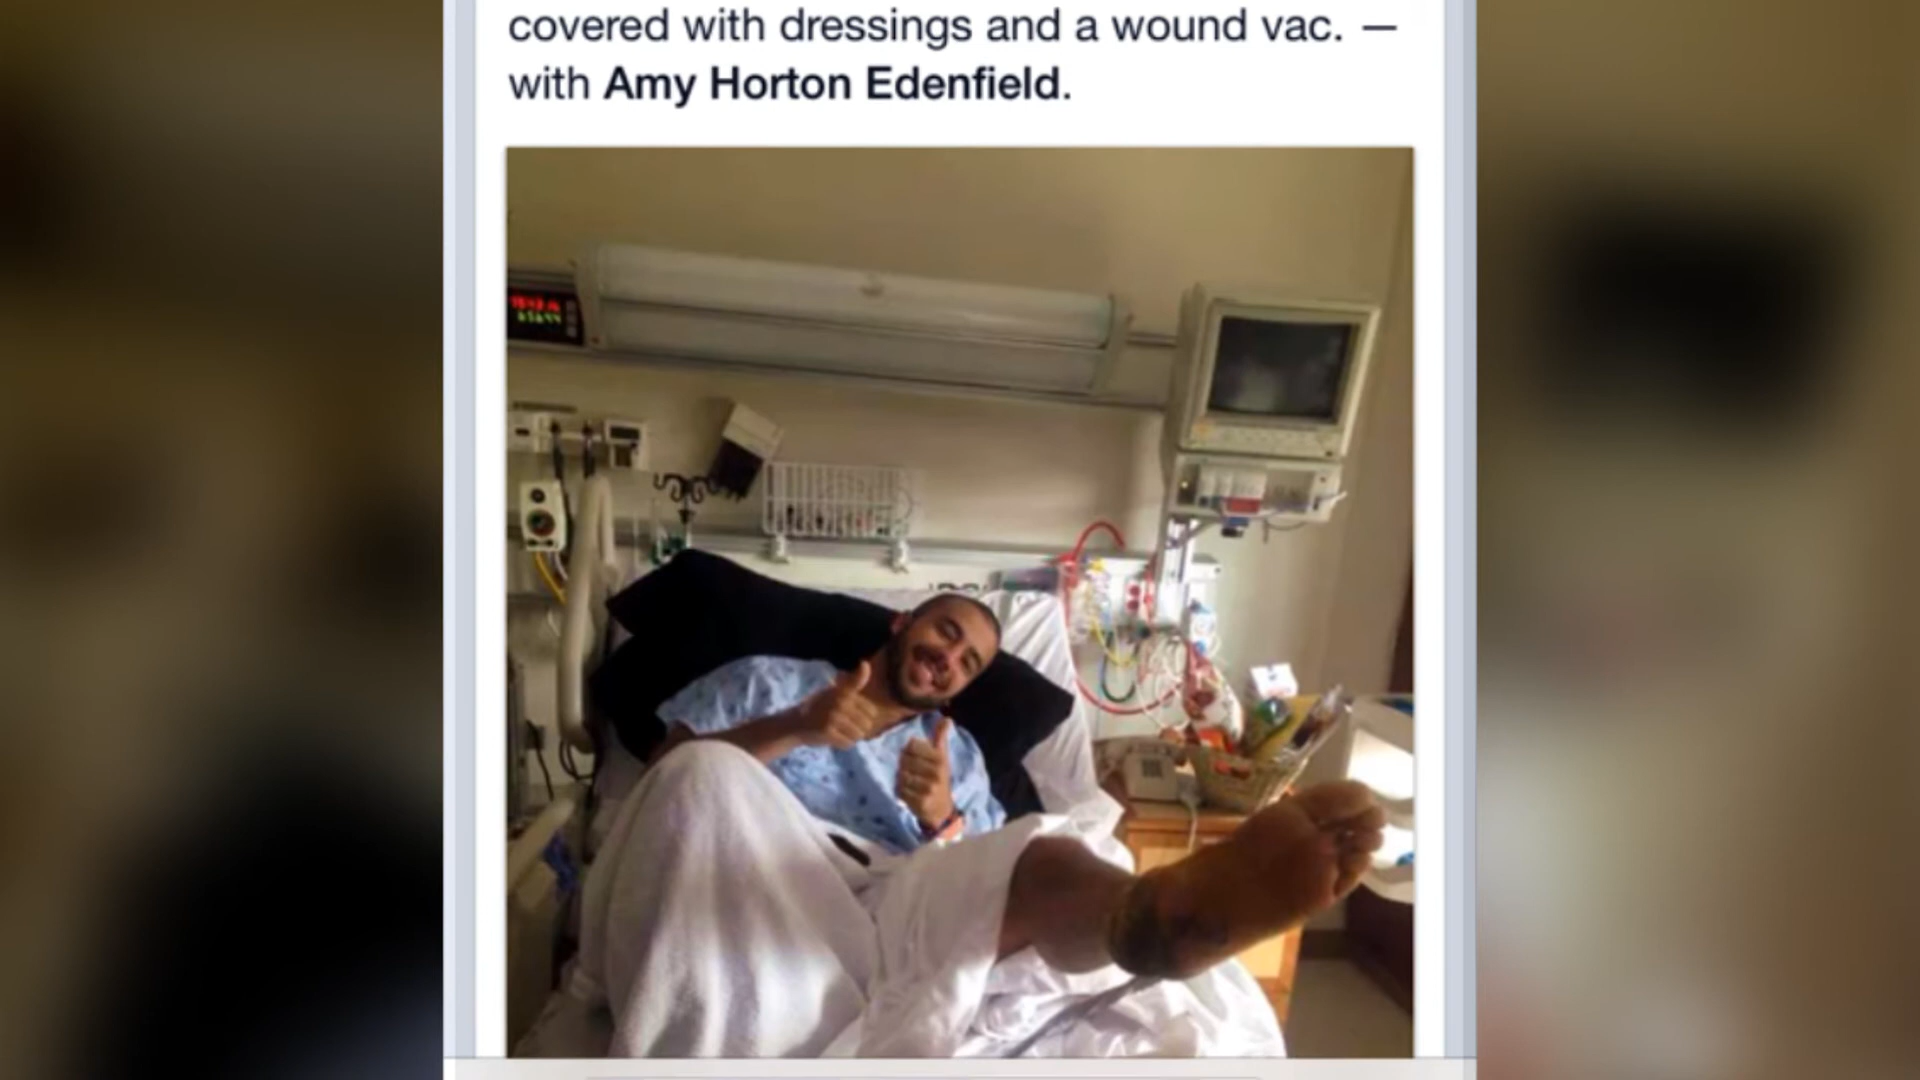 covered with dressings and a wound vac. —
with Amy Horton Edenfield.